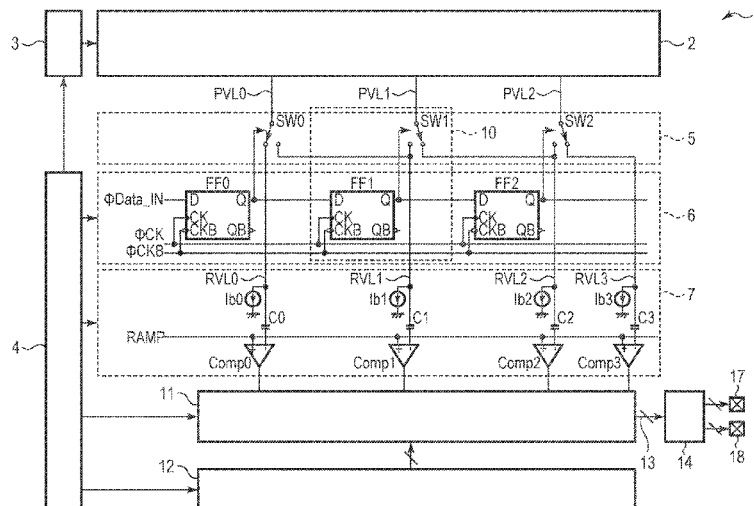 3
2
PVL0
PVL1
PVL2
SW0
SW1
SW2
10
5
FF0
FF1
FF2
ΦData_IN
D
Q
D
Q
D
Q
CK
CK
CK
CKB
QB
CKB
QB
CKB
QB
6
ΦCK
ΦCKB
RVL0
RVL1
RVL2
RVL3
7
Ib0
Ib1
Ib2
Ib3
C0
C1
C2
C3
RAMP
4
Comp0
Comp1
Comp2
Comp3
11
17
13
14
18
12